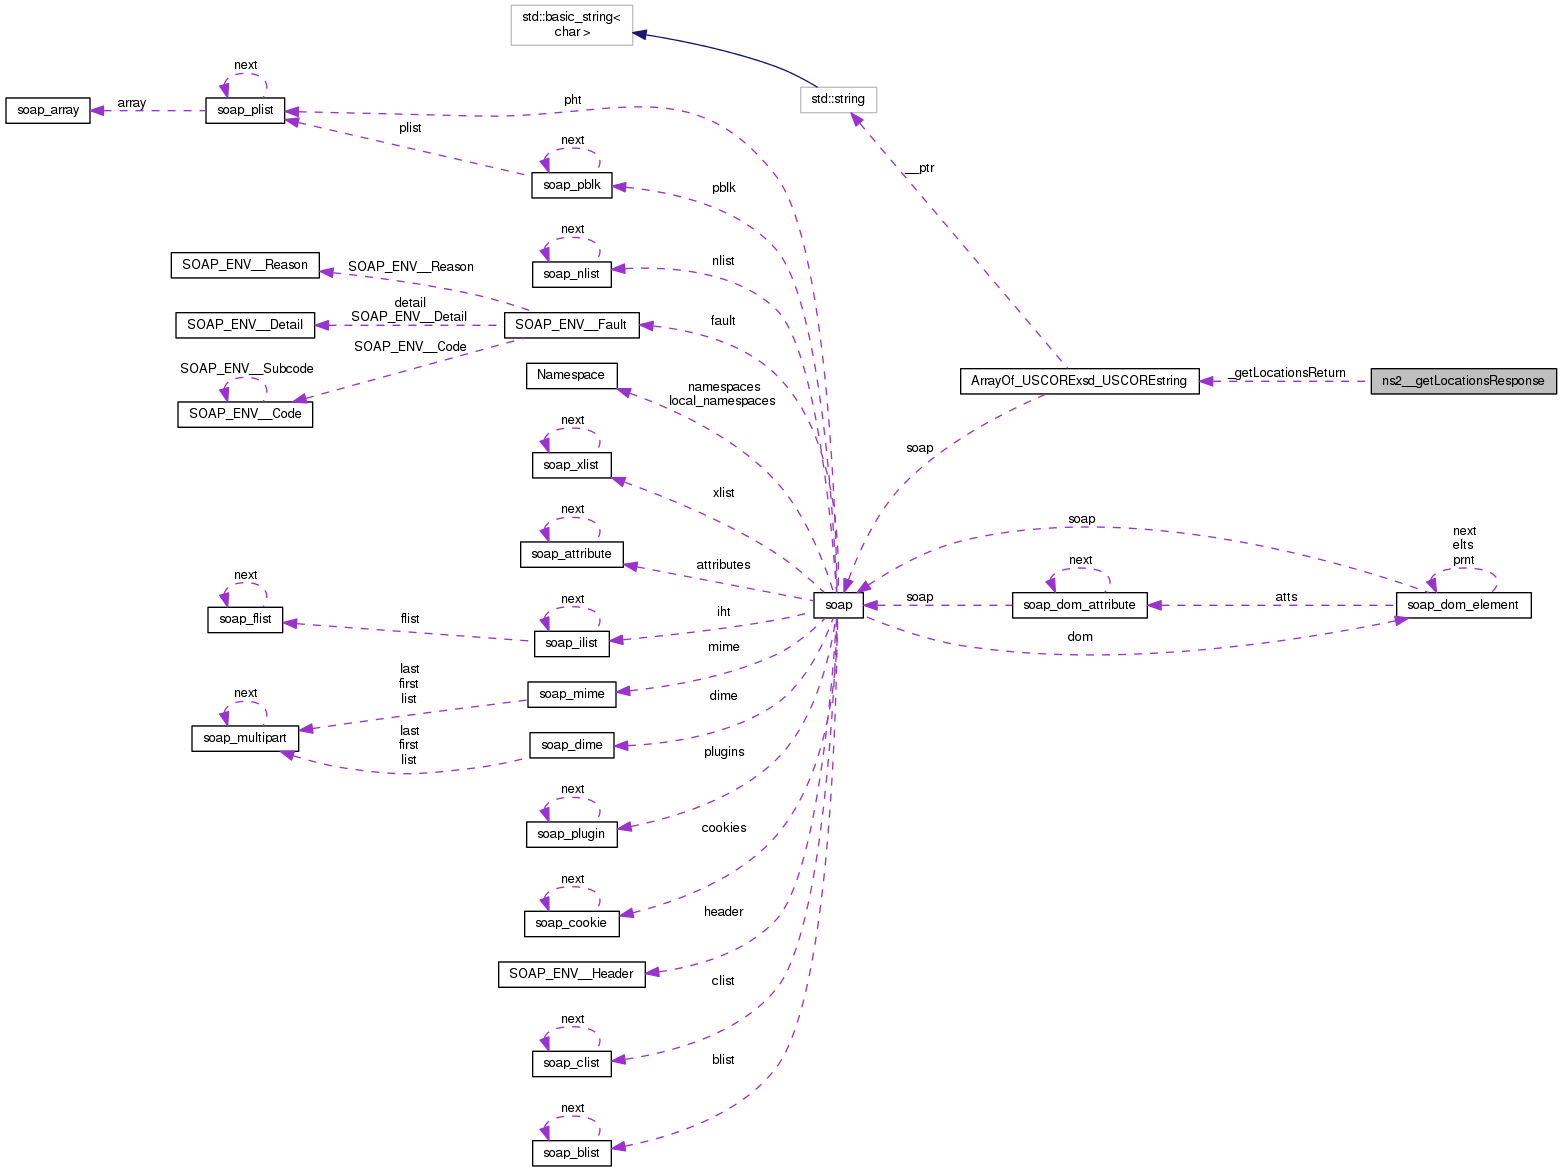 std::basic_string<
char >
next
std::string
soap_array
array
soap_plist
pht
plist
next
__ptr
soap_pblk
pblk
next
nlist
SOAP_ENV__Reason
SOAP_ENV__Reason
soap_nlist
detail
SOAP_ENV__Detail
SOAP_ENV__Detail
SOAP_ENV__Fault
fault
SOAP_ENV__Code
SOAP_ENV__Subcode
Namespace
namespaces
local_namespaces
ArrayOf_USCORExsd_USCOREstring
_getLocationsReturn
ns2__getLocationsResponse
SOAP_ENV__Code
next
soap
soap_xlist
xlist
next
soap
next
elts
prnt
soap_attribute
attributes
next
next
next
soap_flist
flist
soap_ilist
iht
soap
soap
soap_dom_attribute
atts
soap_dom_element
dom
mime
last
first
list
next
soap_mime
dime
soap_multipart
last
first
list
soap_dime
plugins
next
soap_plugin
cookies
next
soap_cookie
header
SOAP_ENV__Header
clist
next
soap_clist
blist
next
soap_blist